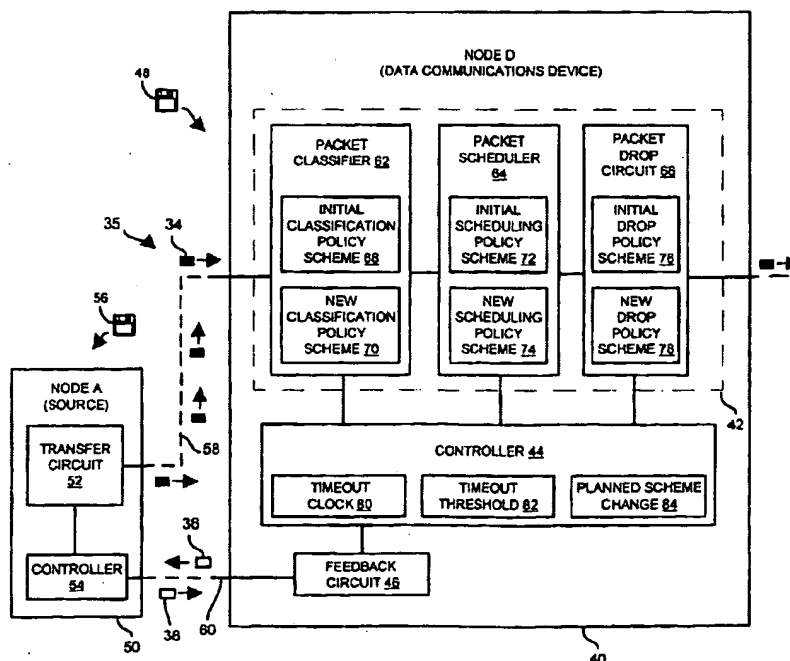 NODE D
(DATA COMMUNICATIONS DEVICE)
48
PACKET
CLASSIFIER 62
PACKET
SCHEDULER
64
PACKET
DROP
CIRCUIT 66
INITIAL
CLASSIFICATION
POLICY
SCHEME 68
INITIAL
SCHEDULING
POLICY
SCHEME 72
INITIAL
DROP
POLICY
SCHEME 76
35
34
NEW
CLASSIFICATION
POLICY
SCHEME 70
NEW
SCHEDULING
POLICY
SCHEME 74
NEW
DROP
POLICY
SCHEME 78
56
42
NODE A
(SOURCE)
TRANSFER
CIRCUIT
52
58
CONTROLLER 44
TIMEOUT
CLOCK 80
TIMEOUT
THRESHOLD 82
PLANNED SCHEME
CHANGE 84
38
CONTROLLER
54
FEEDBACK
CIRCUIT 46
38
60
50
40